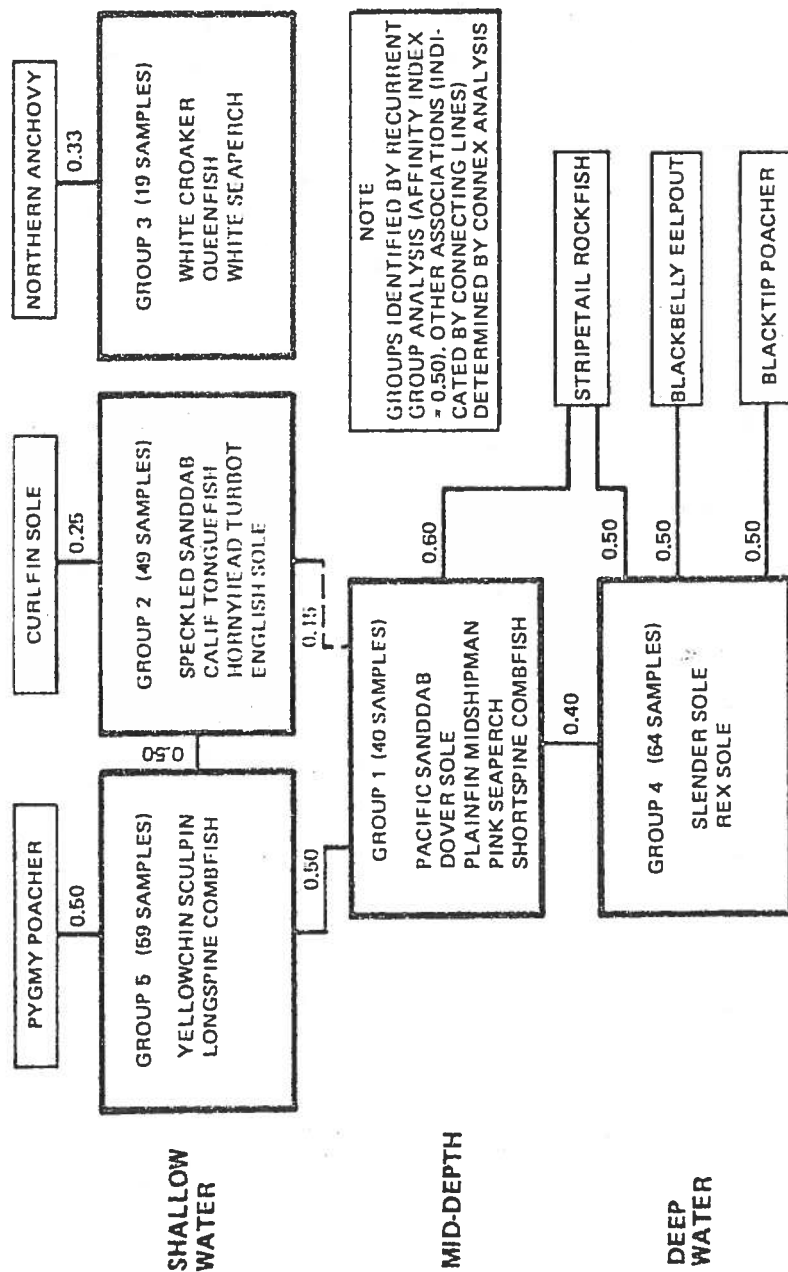 PYGMY POACHER
CURLFIN SOLE
NORTHERN ANCHOVY
0.50
0.25
0.33
SHALLOW
WATER
GROUP 5 (59 SAMPLES)
YELLOWCHIN SCULPIN
LONGSPINE COMBFISH
0.50
GROUP 2 (49 SAMPLES)
SPECKLED SANDDAB
CALIF TONGUEFISH
HORNYHEAD TURBOT
ENGLISH SOLE
GROUP 3 (19 SAMPLES)
WHITE CROAKER
QUEENFISH
WHITE SEAPERCH
0.50
0.15
MID-DEPTH
GROUP 1 (40 SAMPLES)
PACIFIC SANDDAB
DOVER SOLE
PLAINFIN MIDSHIPMAN
PINK SEAPERCH
SHORTSPINE COMBFISH
0.60
NOTE
GROUPS IDENTIFIED BY RECURRENT
GROUP ANALYSIS (AFFINITY INDEX
= 0.50). OTHER ASSOCIATIONS (INDI-
CATED BY CONNECTING LINES)
DETERMINED BY CONNEX ANALYSIS
0.40
DEEP
WATER
GROUP 4 (64 SAMPLES)
SLENDER SOLE
REX SOLE
0.50
STRIPETAIL ROCKFISH
0.50
BLACKBELLY EELPOUT
0.50
BLACKTIP POACHER